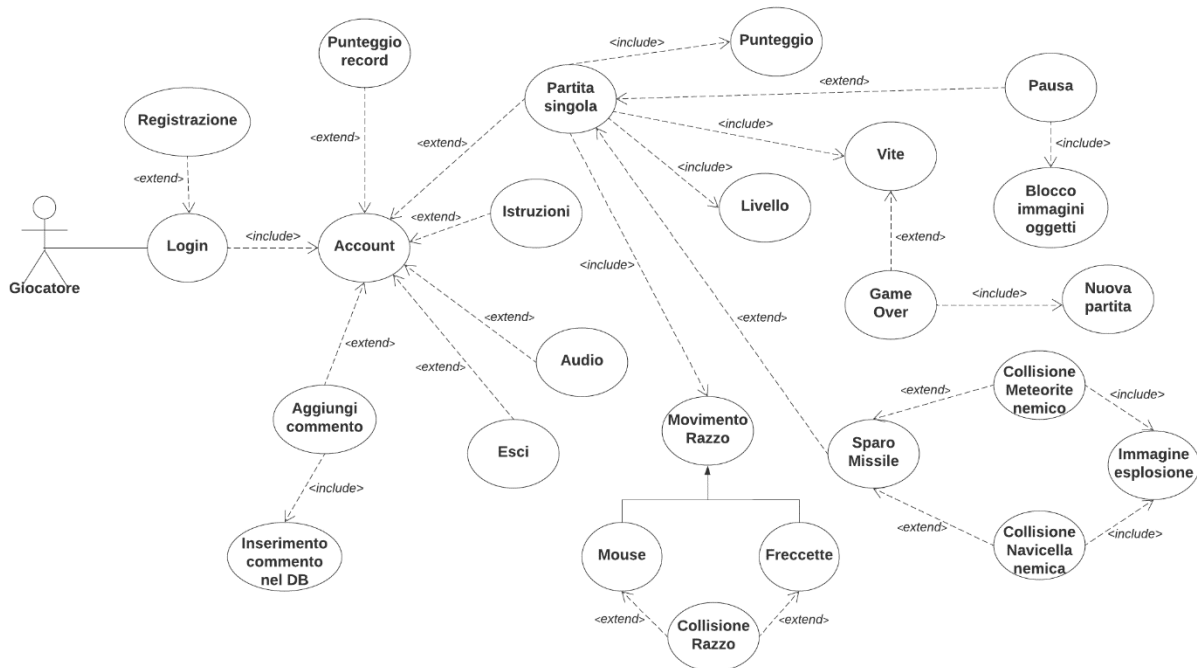 Punteggio
record
<include>
Punteggio
Partita
singola
<extend>
Pausa
Registrazione
<extend>
<extend>
<include>
<include>
Vite
<include>
<extend>
<include>
Istruzioni
<extend>
Livello
Blocco
immagini
oggetti
Giocatore
Login
<include>
Account
<include>
<extend>
Game
Over
<include>
Nuova
partita
<extend>
<extend>
<extend>
<extend>
Audio
<extend>
Aggiungi
commento
Esci
Movimento
Razzo
Sparo
Missile
<extend>
Collisione
Meteorite
nemico
<include>
Immagine
esplosione
<include>
<extend>
Collisione
Navicella
nemica
<include>
Inserimento
commento
nel DB
Mouse
Freccette
<extend>
Collisione
Razzo
<extend>